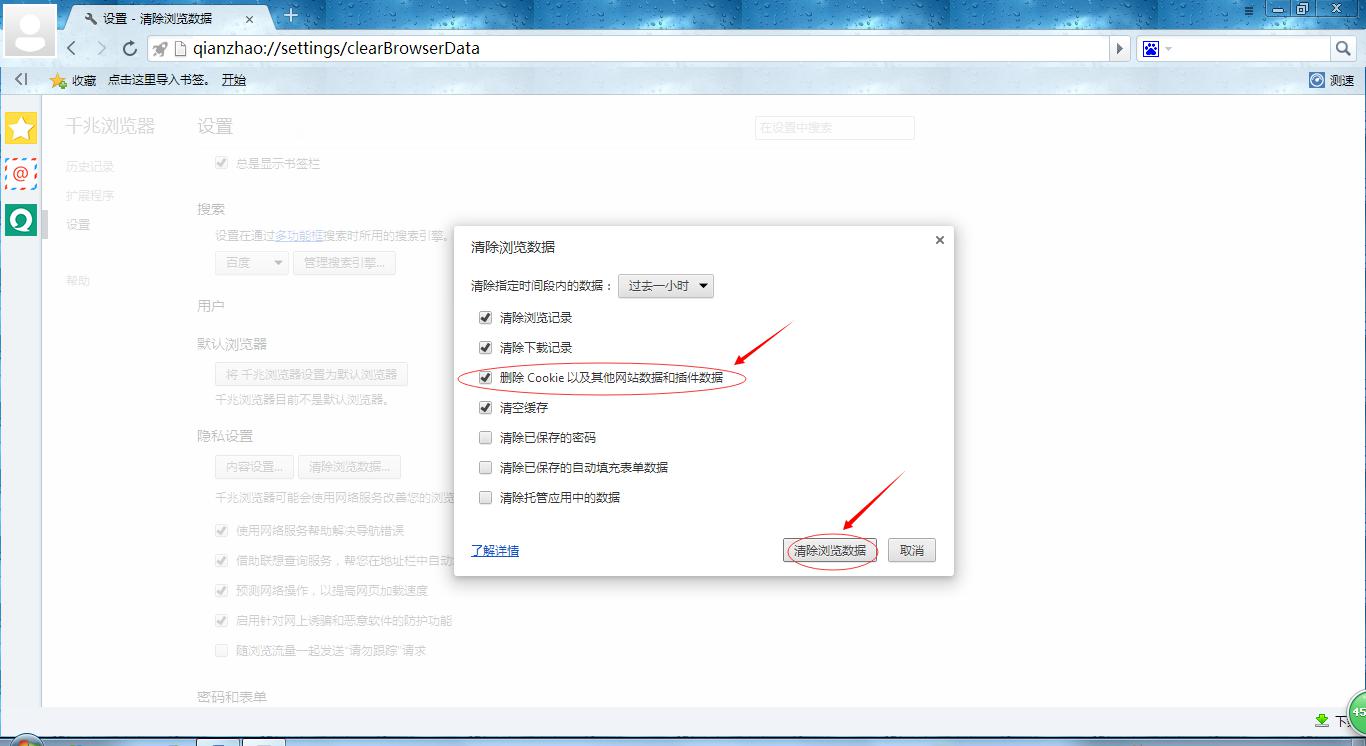 设置 - 清除浏览数据
qianzhao://settings/clearBrowserData
收藏 点击这里导入书签。 开始 测速
千兆浏览器
历史记录
扩展程序
设置
帮助
设置
在设置中搜索
总是显示书签栏
搜索
设置在通过多功能框搜索时所用的搜索引擎。
百度 管理搜索引擎...
用户
默认浏览器
将 千兆浏览器设置为默认浏览器
千兆浏览器目前不是默认浏览器。
隐私设置
内容设置... 清除浏览数据...
千兆浏览器可能会使用网络服务改善您的浏览
使用网络服务帮助解决导航错误
借助联想查询服务，帮您在地址栏中自动
预测网络操作，以提高网页加载速度
启用针对网上诱骗和恶意软件的防护功能
随浏览流量一起发送“请勿跟踪”请求
密码和表单
清除浏览数据
清除指定时间段内的数据： 过去一小时
清除浏览记录
清除下载记录
删除 Cookie 以及其他网站数据和插件数据
清空缓存
清除已保存的密码
清除已保存的自动填充表单数据
清除托管应用中的数据
了解详情 清除浏览数据 取消
下
45